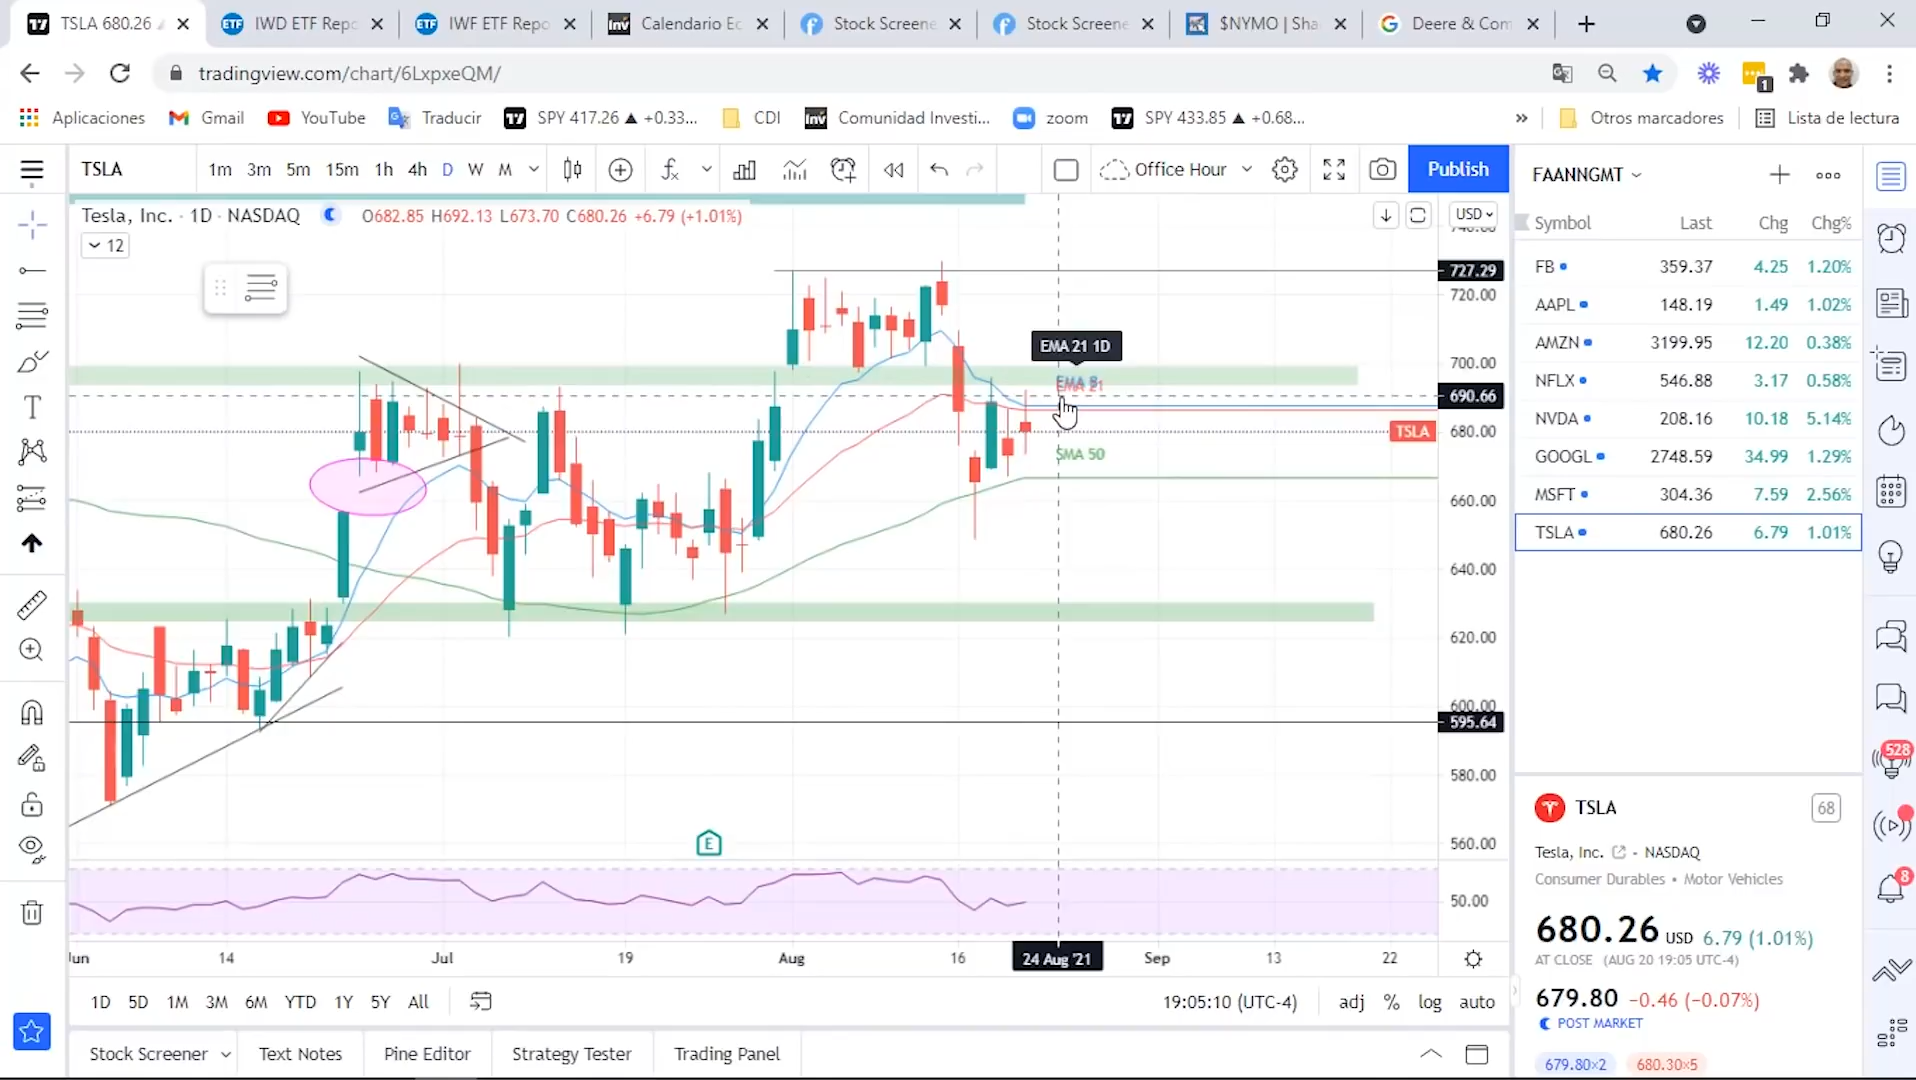 TSLA 680.26
IWD ETF Repo
IWF ETF Repo
Calendario Ec
Stock Screene
Stock Screene
$NYMO | Sha
Deere & Com
tradingview.com/chart/6LxpxeQM/
1
Aplicaciones
Gmail
YouTube
Traducir
SPY 417.26 ▲ +0.33...
CDI
Comunidad Investi...
zoom
SPY 433.85 ▲ +0.68...
»
Otros marcadores
Lista de lectura
TSLA
1m 3m 5m 15m 1h 4h D W M
Office Hour
Publish
FAANNGMT
Tesla, Inc. · 1D · NASDAQ
O682.85 H692.13 L673.70 C680.26 +6.79 (+1.01%)
USD
12
Symbol Last Chg Chg%
FB 359.37 4.25 1.20%
AAPL 148.19 1.49 1.02%
AMZN 3199.95 12.20 0.38%
NFLX 546.88 3.17 0.58%
NVDA 208.16 10.18 5.14%
GOOGL 2748.59 34.99 1.29%
MSFT 304.36 7.59 2.56%
TSLA 680.26 6.79 1.01%
727.29
720.00
EMA 21 1D
700.00
EMA 21
690.66
TSLA
680.00
SMA 50
660.00
640.00
620.00
600.00
595.64
580.00
560.00
E
50.00
Jun 14 Jul 19 Aug 16 24 Aug '21 Sep 13 22
528
8
TSLA
68
Tesla, Inc. · NASDAQ
Consumer Durables • Motor Vehicles
680.26 USD 6.79 (1.01%)
AT CLOSE (AUG 20 19:05 UTC-4)
679.80 −0.46 (−0.07%)
POST MARKET
679.80×2 680.30×5
1D 5D 1M 3M 6M YTD 1Y 5Y All
19:05:10 (UTC-4)
adj % log auto
Stock Screener
Text Notes
Pine Editor
Strategy Tester
Trading Panel